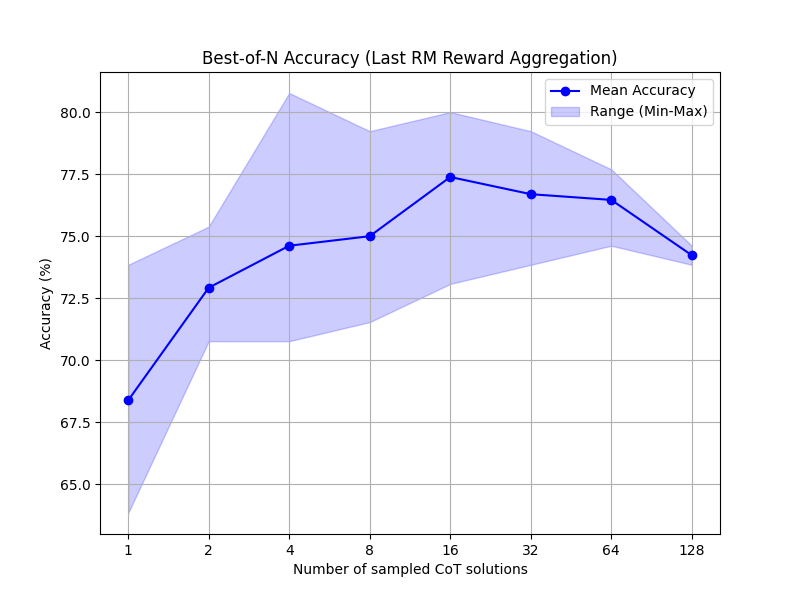 Best-of-N Accuracy (Last RM Reward Aggregation)
Mean Accuracy
Range (Min-Max)
Accuracy (%)
80.0
77.5
75.0
72.5
70.0
67.5
65.0
1 2 4 8 16 32 64 128
Number of sampled CoT solutions